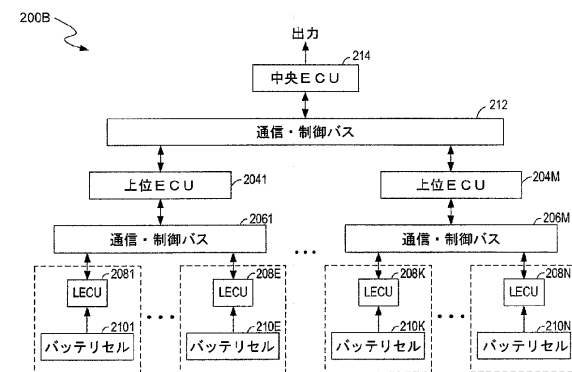 200B
出力
214
中央ECU
212
通信・制御バス
上位ECU
2041
上位ECU
204M
2061
通信・制御バス
206M
通信・制御バス
...
2081
LECU
208E
LECU
208K
LECU
208N
LECU
...
...
2101
バッテリセル
210E
バッテリセル
210K
バッテリセル
210N
バッテリセル